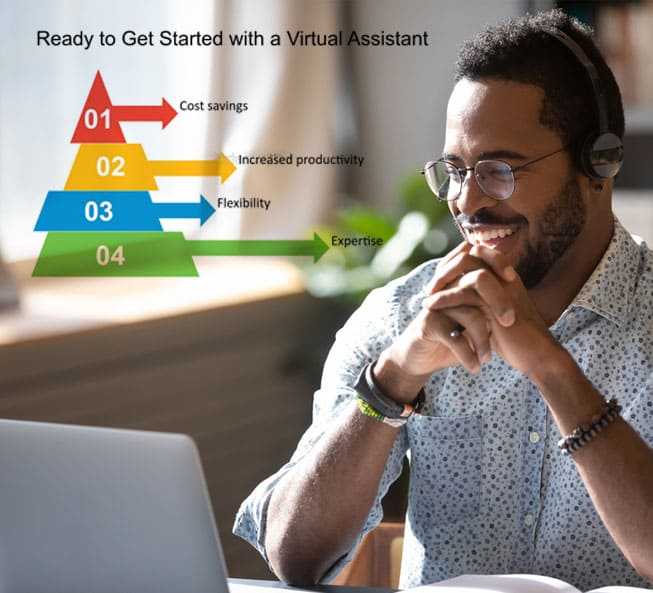 Ready to Get Started with a Virtual Assistant
01
Cost savings
02
Increased productivity
03
Flexibility
04
Expertise